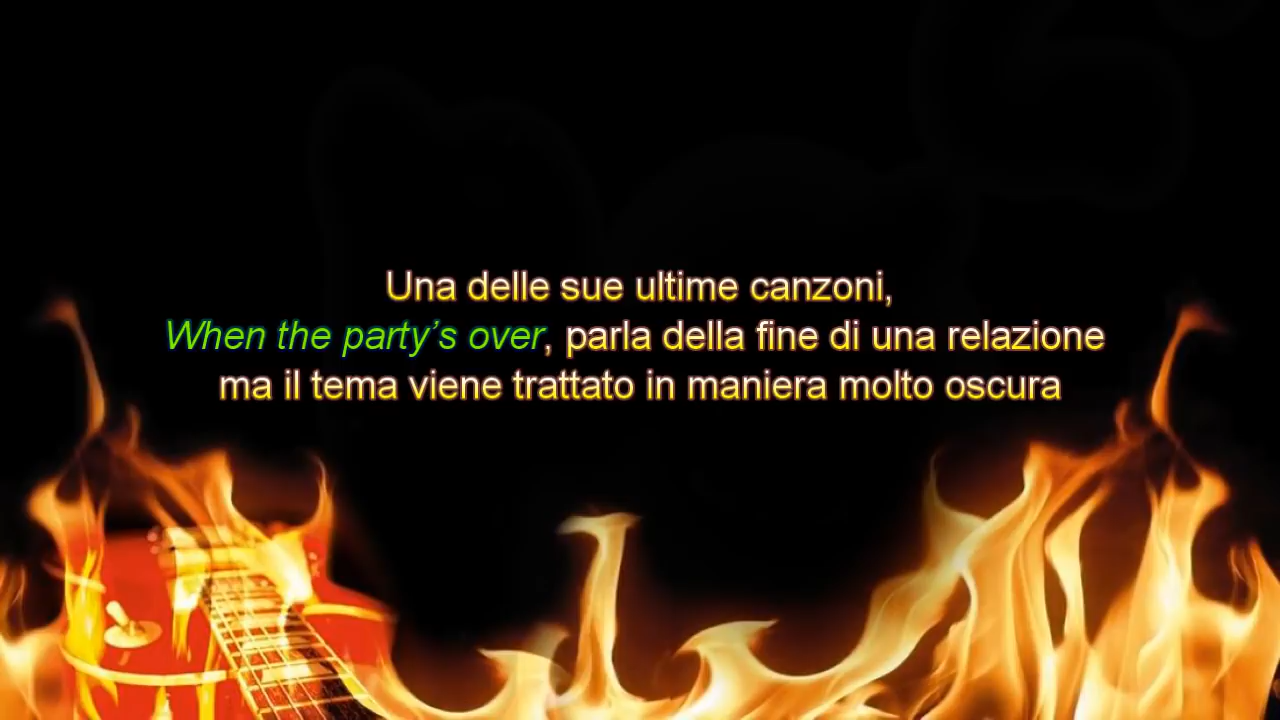 Una delle sue ultime canzoni,
When the party’s over, parla della fine di una relazione
ma il tema viene trattato in maniera molto oscura